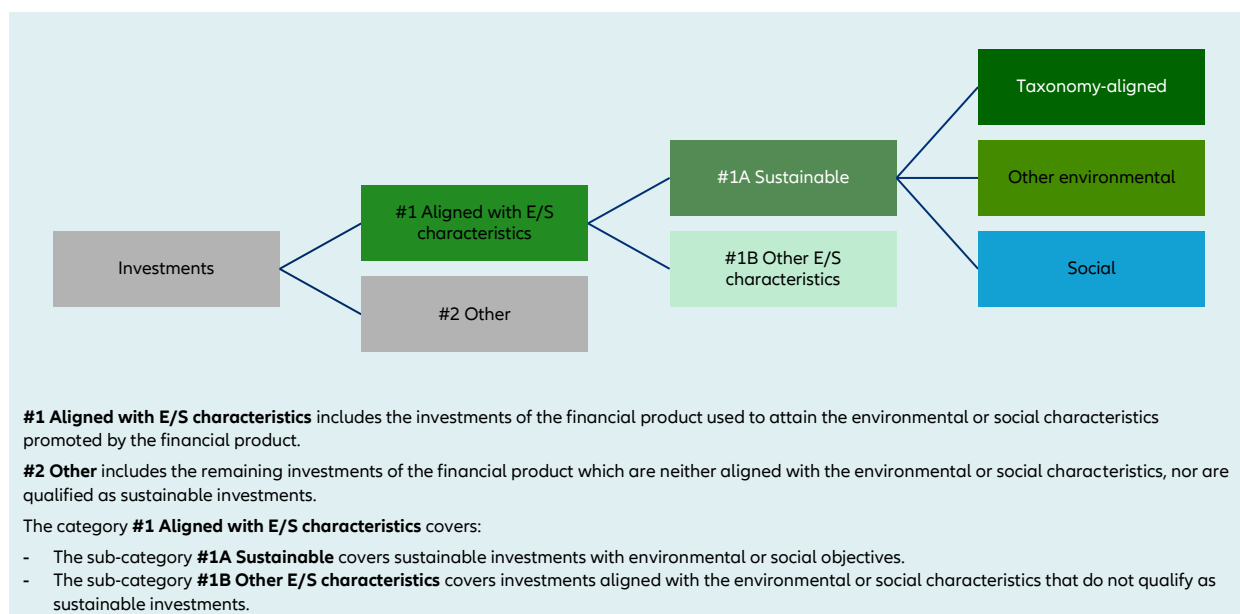 Taxonomy-aligned
#1A Sustainable
Other environmental
#1 Aligned with E/S
characteristics
#1B Other E/S
characteristics
Investments
Social
#2 Other
#1 Aligned with E/S characteristics includes the investments of the financial product used to attain the environmental or social characteristics
promoted by the financial product.
#2 Other includes the remaining investments of the financial product which are neither aligned with the environmental or social characteristics, nor are
qualified as sustainable investments.
The category #1 Aligned with E/S characteristics covers:
- The sub-category #1A Sustainable covers sustainable investments with environmental or social objectives.
- The sub-category #1B Other E/S characteristics covers investments aligned with the environmental or social characteristics that do not qualify as
sustainable investments.